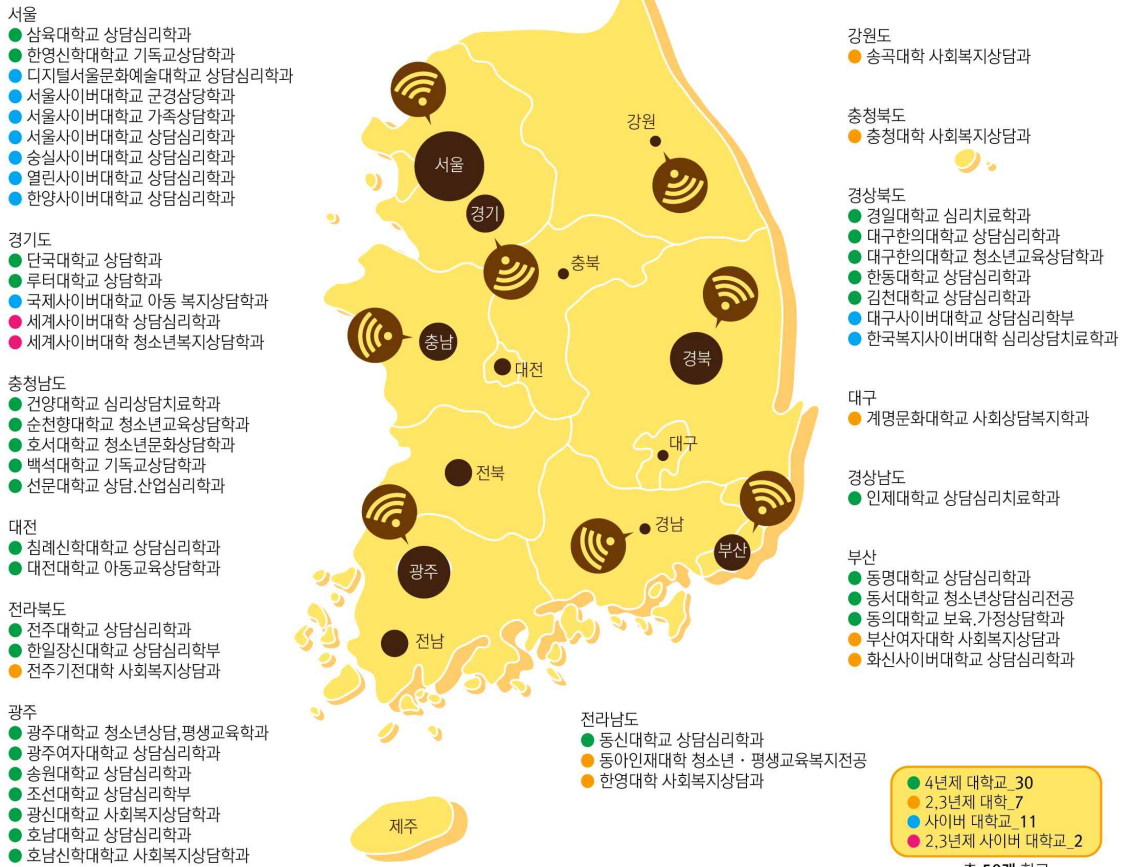 서울
삼육대학교 상담심리학과
한영신학대학교 기독교상담학과
디지털서울문화예술대학교 상담심리학과
서울사이버대학교 군경삼당학과
서울사이버대학교 가족상담학과
서울사이버대학교 상담심리학과
숭실사이버대학교 상담심리학과
열린사이버대학교 상담심리학과
한양사이버대학교 상담심리학과
경기도
단국대학교 상담학과
루터대학교 상담학과
국제사이버대학교 아동 복지상담학과
세계사이버대학 상담심리학과
세계사이버대학 청소년복지상담학과
충청남도
건양대학교 심리상담치료학과
순천향대학교 청소년교육상담학과
호서대학교 청소년문화상담학과
백석대학교 기독교상담학과
선문대학교 상담.산업심리학과
대전
침례신학대학교 상담심리학과
대전대학교 아동교육상담학과
전라북도
전주대학교 상담심리학과
한일장신대학교 상담심리학부
전주기전대학 사회복지상담과
광주
광주대학교 청소년상담,평생교육학과
광주여자대학교 상담심리학과
송원대학교 상담심리학과
조선대학교 상담심리학부
광신대학교 사회복지상담학과
호남대학교 상담심리학과
호남신학대학교 사회복지상담학과
서울
경기
강원
충북
충남
대전
경북
대구
전북
경남
부산
광주
전남
제주
전라남도
동신대학교 상담심리학과
동아인재대학 청소년 · 평생교육복지전공
한영대학 사회복지상담과
강원도
송곡대학 사회복지상담과
충청북도
충청대학 사회복지상담과
경상북도
경일대학교 심리치료학과
대구한의대학교 상담심리학과
대구한의대학교 청소년교육상담학과
한동대학교 상담심리학과
김천대학교 상담심리학과
대구사이버대학교 상담심리학부
한국복지사이버대학 심리상담치료학과
대구
계명문화대학교 사회상담복지학과
경상남도
인제대학교 상담심리치료학과
부산
동명대학교 상담심리학과
동서대학교 청소년상담심리전공
동의대학교 보육.가정상담학과
부산여자대학 사회복지상담과
화신사이버대학교 상담심리학과
4년제 대학교_30
2,3년제 대학_7
사이버 대학교_11
2,3년제 사이버 대학교_2